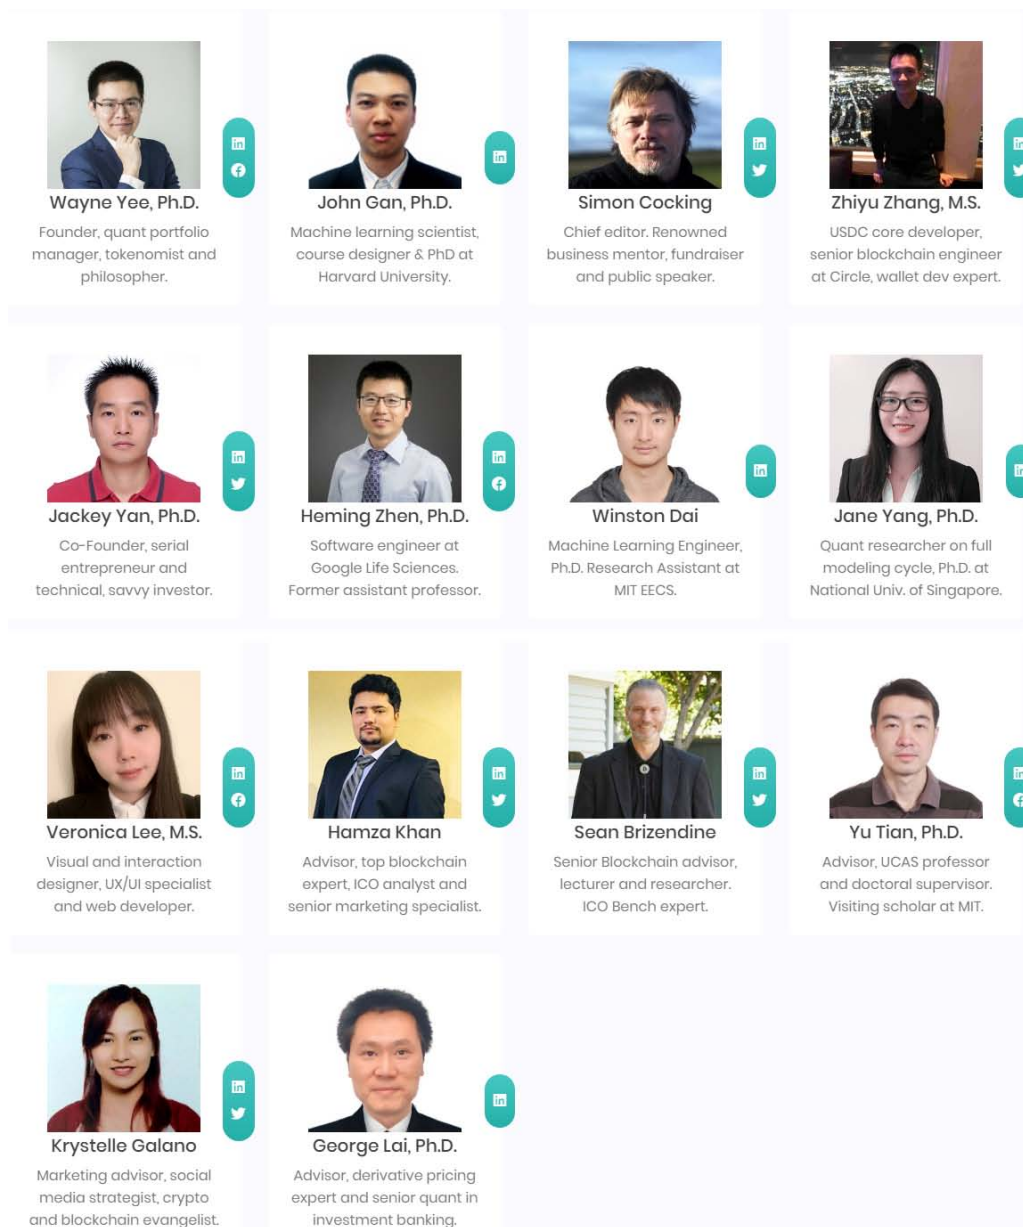 Wayne Yee, Ph.D.
Founder, quant portfolio
manager, tokenomist and
philosopher.
John Gan, Ph.D.
Machine learning scientist,
course designer & PhD at
Harvard University.
Simon Cocking
Chief editor. Renowned
business mentor, fundraiser
and public speaker.
Zhiyu Zhang, M.S.
USDC core developer,
senior blockchain engineer
at Circle, wallet dev expert.
Jackey Yan, Ph.D.
Co-Founder, serial
entrepreneur and
technical, savvy investor.
Heming Zhen, Ph.D.
Software engineer at
Google Life Sciences.
Former assistant professor.
Winston Dai
Machine Learning Engineer,
Ph.D. Research Assistant at
MIT EECS.
Jane Yang, Ph.D.
Quant researcher on full
modeling cycle, Ph.D. at
National Univ. of Singapore.
Veronica Lee, M.S.
Visual and interaction
designer, UX/UI specialist
and web developer.
Hamza Khan
Advisor, top blockchain
expert, ICO analyst and
senior marketing specialist.
Sean Brizendine
Senior Blockchain advisor,
lecturer and researcher.
ICO Bench expert.
Yu Tian, Ph.D.
Advisor, UCAS professor
and doctoral supervisor.
Visiting scholar at MIT.
Krystelle Galano
Marketing advisor, social
media strategist, crypto
and blockchain evangelist.
George Lai, Ph.D.
Advisor, derivative pricing
expert and senior quant in
investment banking.